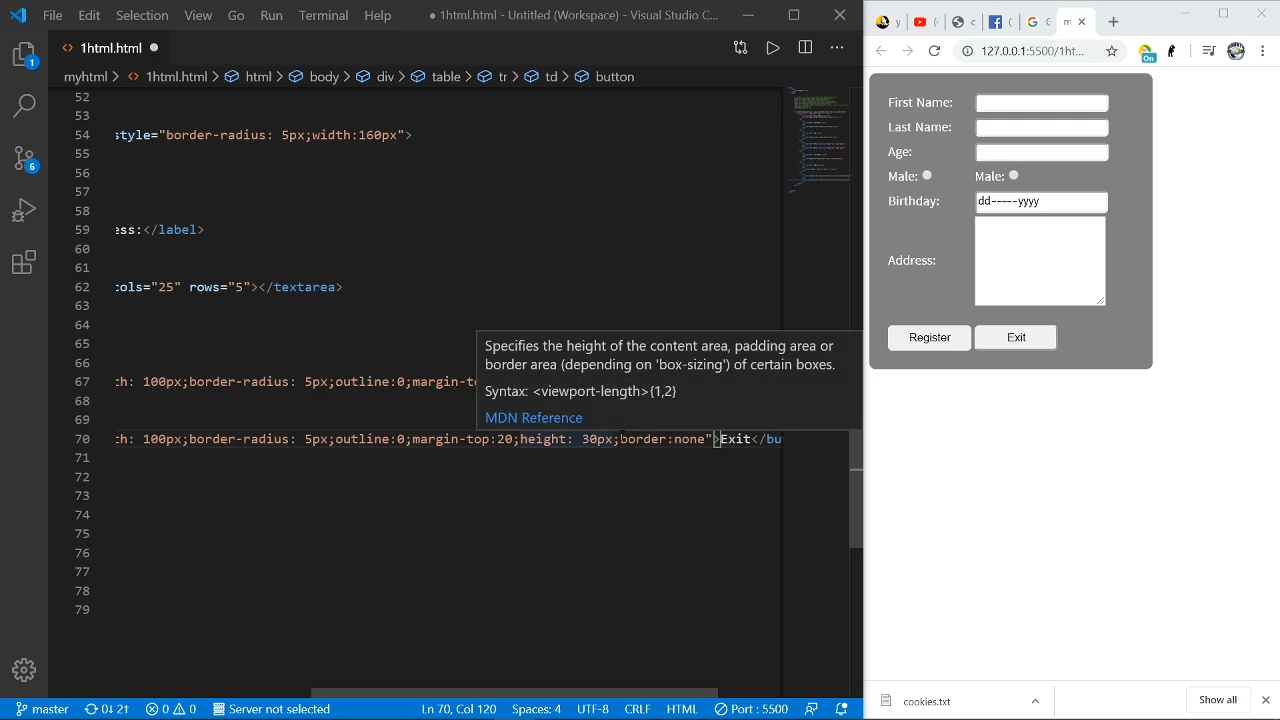 File Edit Selection View Go Run Terminal Help ● 1html.html - Untitled (Workspace) - Visual Studio C...
1html.html
myhtml > 1html.html > html > body > div > table > tr > td > button
52
53
54 style="border-radius: 5px;width:160px">
55
56
57
58
59 ess:</label>
60
61
62 cols="25" rows="5"></textarea>
63
64
65
66
67 th: 100px;border-radius: 5px;outline:0;margin-to
68
69
70 th: 100px;border-radius: 5px;outline:0;margin-top:20;height: 30px;border:none">Exit</bu
71
72
73
74
75
76
77
78
79
Specifies the height of the content area, padding area or
border area (depending on 'box-sizing') of certain boxes.
Syntax: <viewport-length>{1,2}
MDN Reference
1
6
master 0↓ 2↑ 0 0 Server not selected Ln 70, Col 120 Spaces: 4 UTF-8 CRLF HTML Port : 5500
y ( c ( G m
127.0.0.1:5500/1ht...
On
First Name:
Last Name:
Age:
Male: Male:
Birthday: dd-----yyyy
Address:
Register Exit
cookies.txt Show all